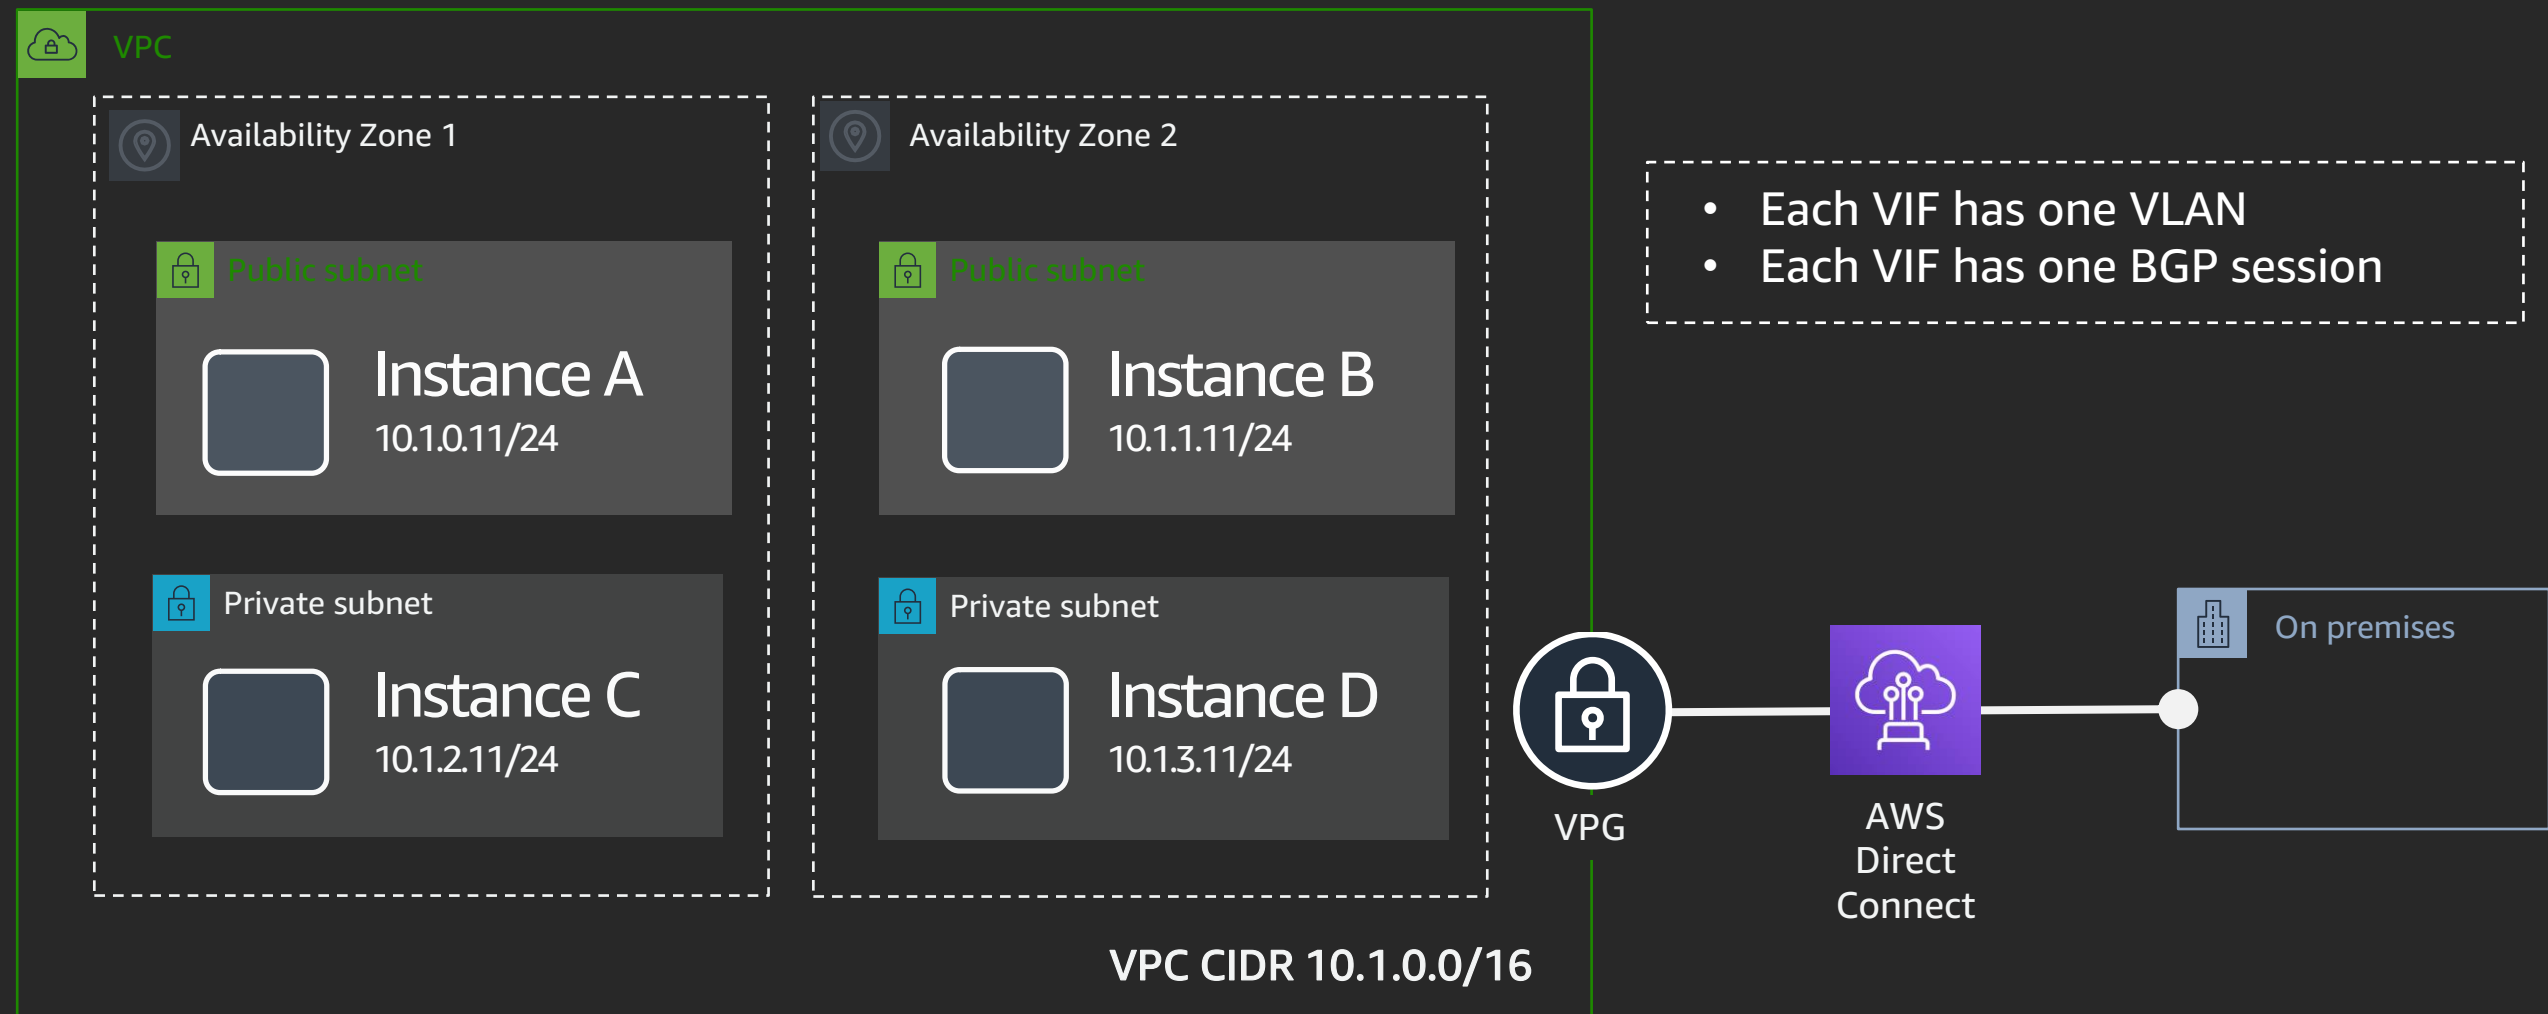 VPC
Availability Zone 1
Public subnet
Instance A
10.1.0.11/24
Private subnet
Instance C
10.1.2.11/24
Availability Zone 2
Public subnet
Instance B
10.1.1.11/24
Private subnet
Instance D
10.1.3.11/24
VPC CIDR 10.1.0.0/16
• Each VIF has one VLAN
• Each VIF has one BGP session
VPG
AWS
Direct
Connect
On premises